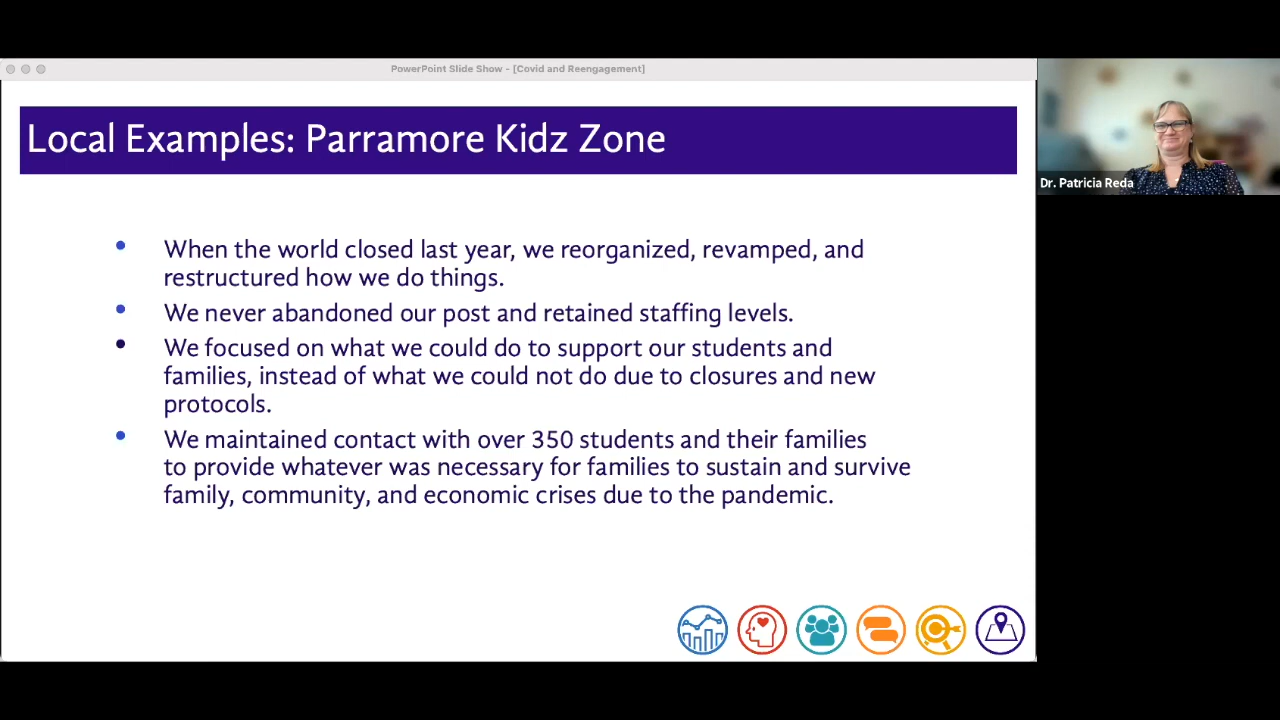 PowerPoint Slide Show - [Covid and Reengagement]
Local Examples: Parramore Kidz Zone
When the world closed last year, we reorganized, revamped, and
restructured how we do things.
We never abandoned our post and retained staffing levels.
We focused on what we could do to support our students and
families, instead of what we could not do due to closures and new
protocols.
We maintained contact with over 350 students and their families
to provide whatever was necessary for families to sustain and survive
family, community, and economic crises due to the pandemic.
Dr. Patricia Reda